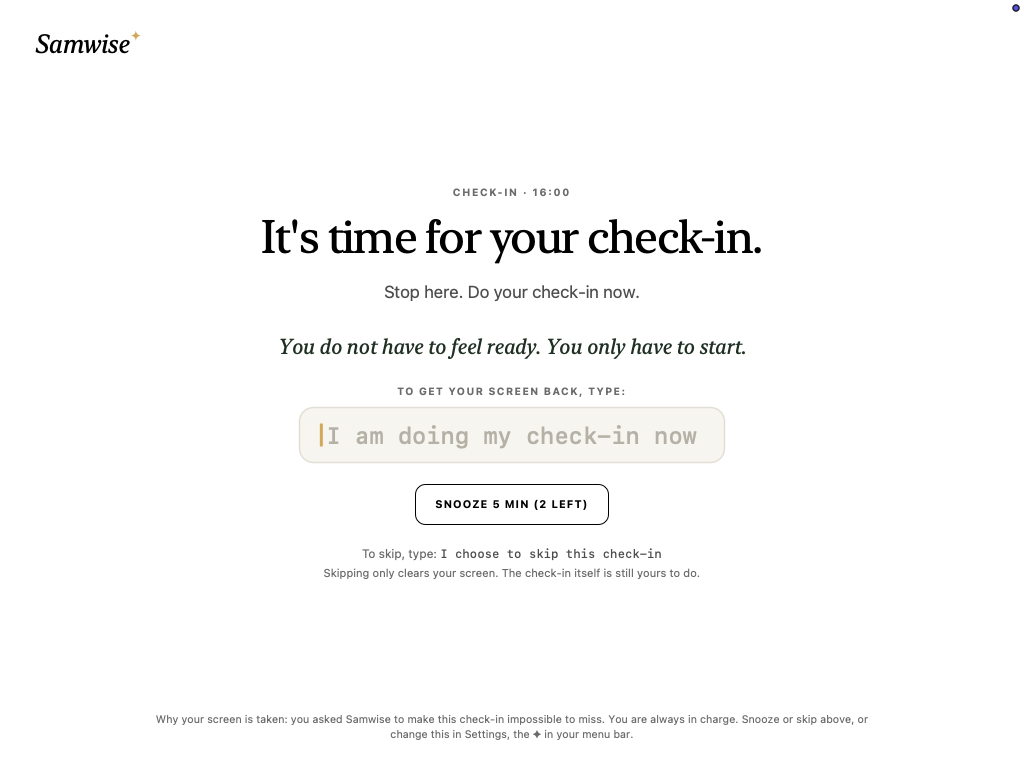 Samwise✦
CHECK-IN · 16:00
It's time for your check-in.
Stop here. Do your check-in now.
You do not have to feel ready. You only have to start.
TO GET YOUR SCREEN BACK, TYPE:
I am doing my check-in now
SNOOZE 5 MIN (2 LEFT)
To skip, type: I choose to skip this check-in
Skipping only clears your screen. The check-in itself is still yours to do.
Why your screen is taken: you asked Samwise to make this check-in impossible to miss. You are always in charge. Snooze or skip above, or
change this in Settings, the ✦ in your menu bar.